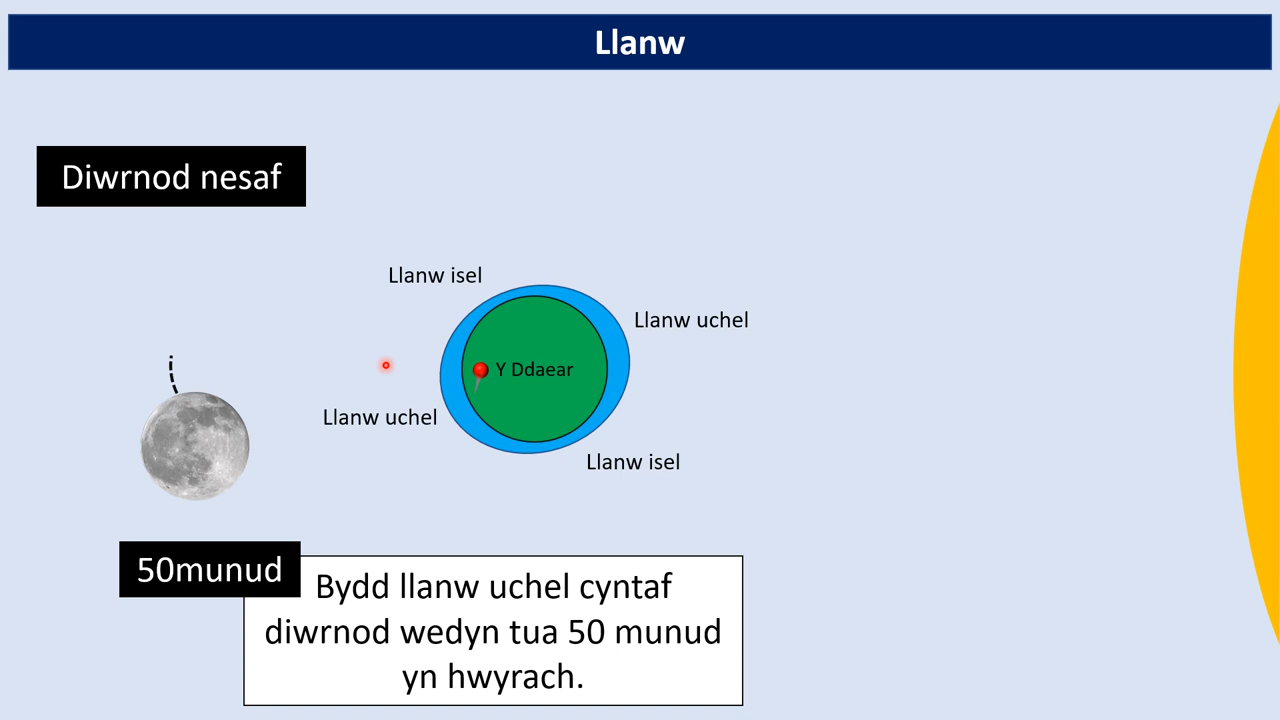 Llanw
Diwrnod nesaf
Llanw isel
Llanw uchel
Y Ddaear
Llanw uchel
Llanw isel
50munud
Bydd llanw uchel cyntaf
diwrnod wedyn tua 50 munud
yn hwyrach.